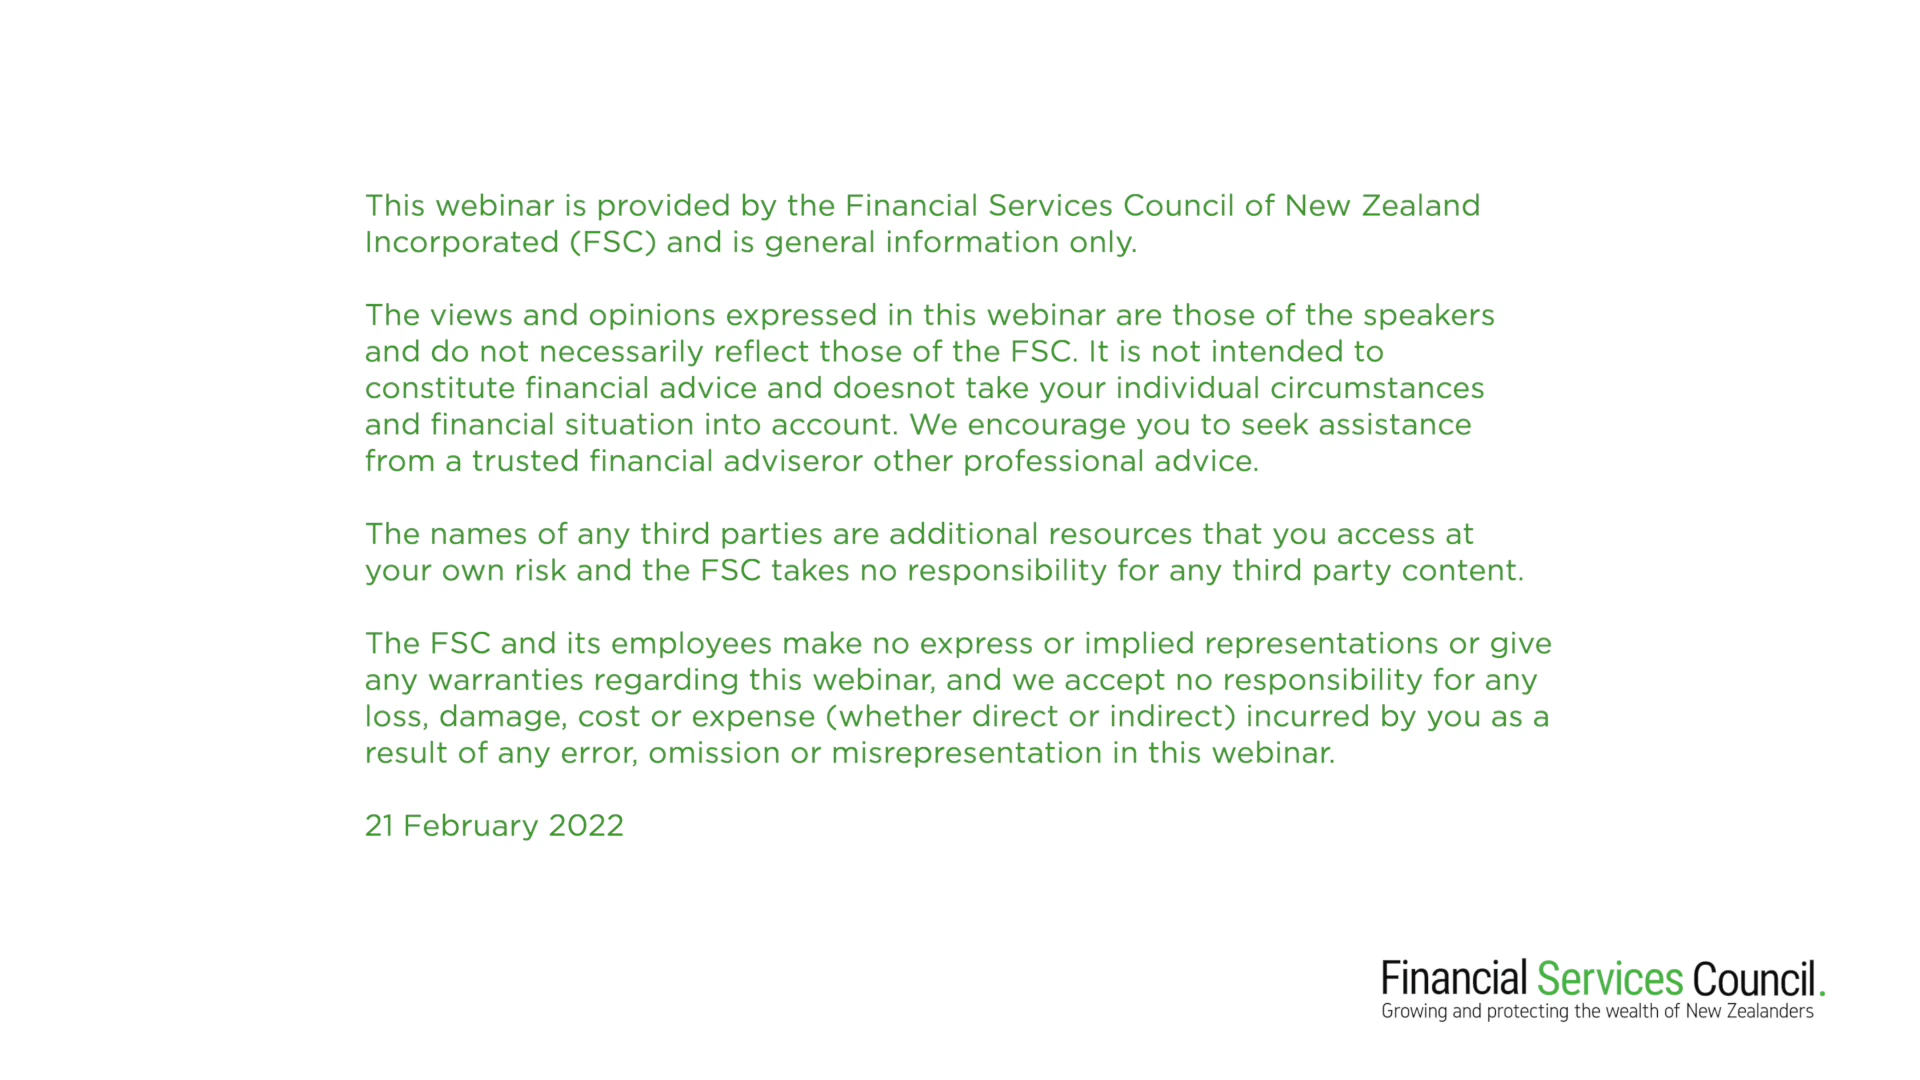 This webinar is provided by the Financial Services Council of New Zealand
Incorporated (FSC) and is general information only.
The views and opinions expressed in this webinar are those of the speakers
and do not necessarily reflect those of the FSC. It is not intended to
constitute financial advice and doesnot take your individual circumstances
and financial situation into account. We encourage you to seek assistance
from a trusted financial adviseror other professional advice.
The names of any third parties are additional resources that you access at
your own risk and the FSC takes no responsibility for any third party content.
The FSC and its employees make no express or implied representations or give
any warranties regarding this webinar, and we accept no responsibility for any
loss, damage, cost or expense (whether direct or indirect) incurred by you as a
result of any error, omission or misrepresentation in this webinar.
21 February 2022
Financial Services Council.
Growing and protecting the wealth of New Zealanders